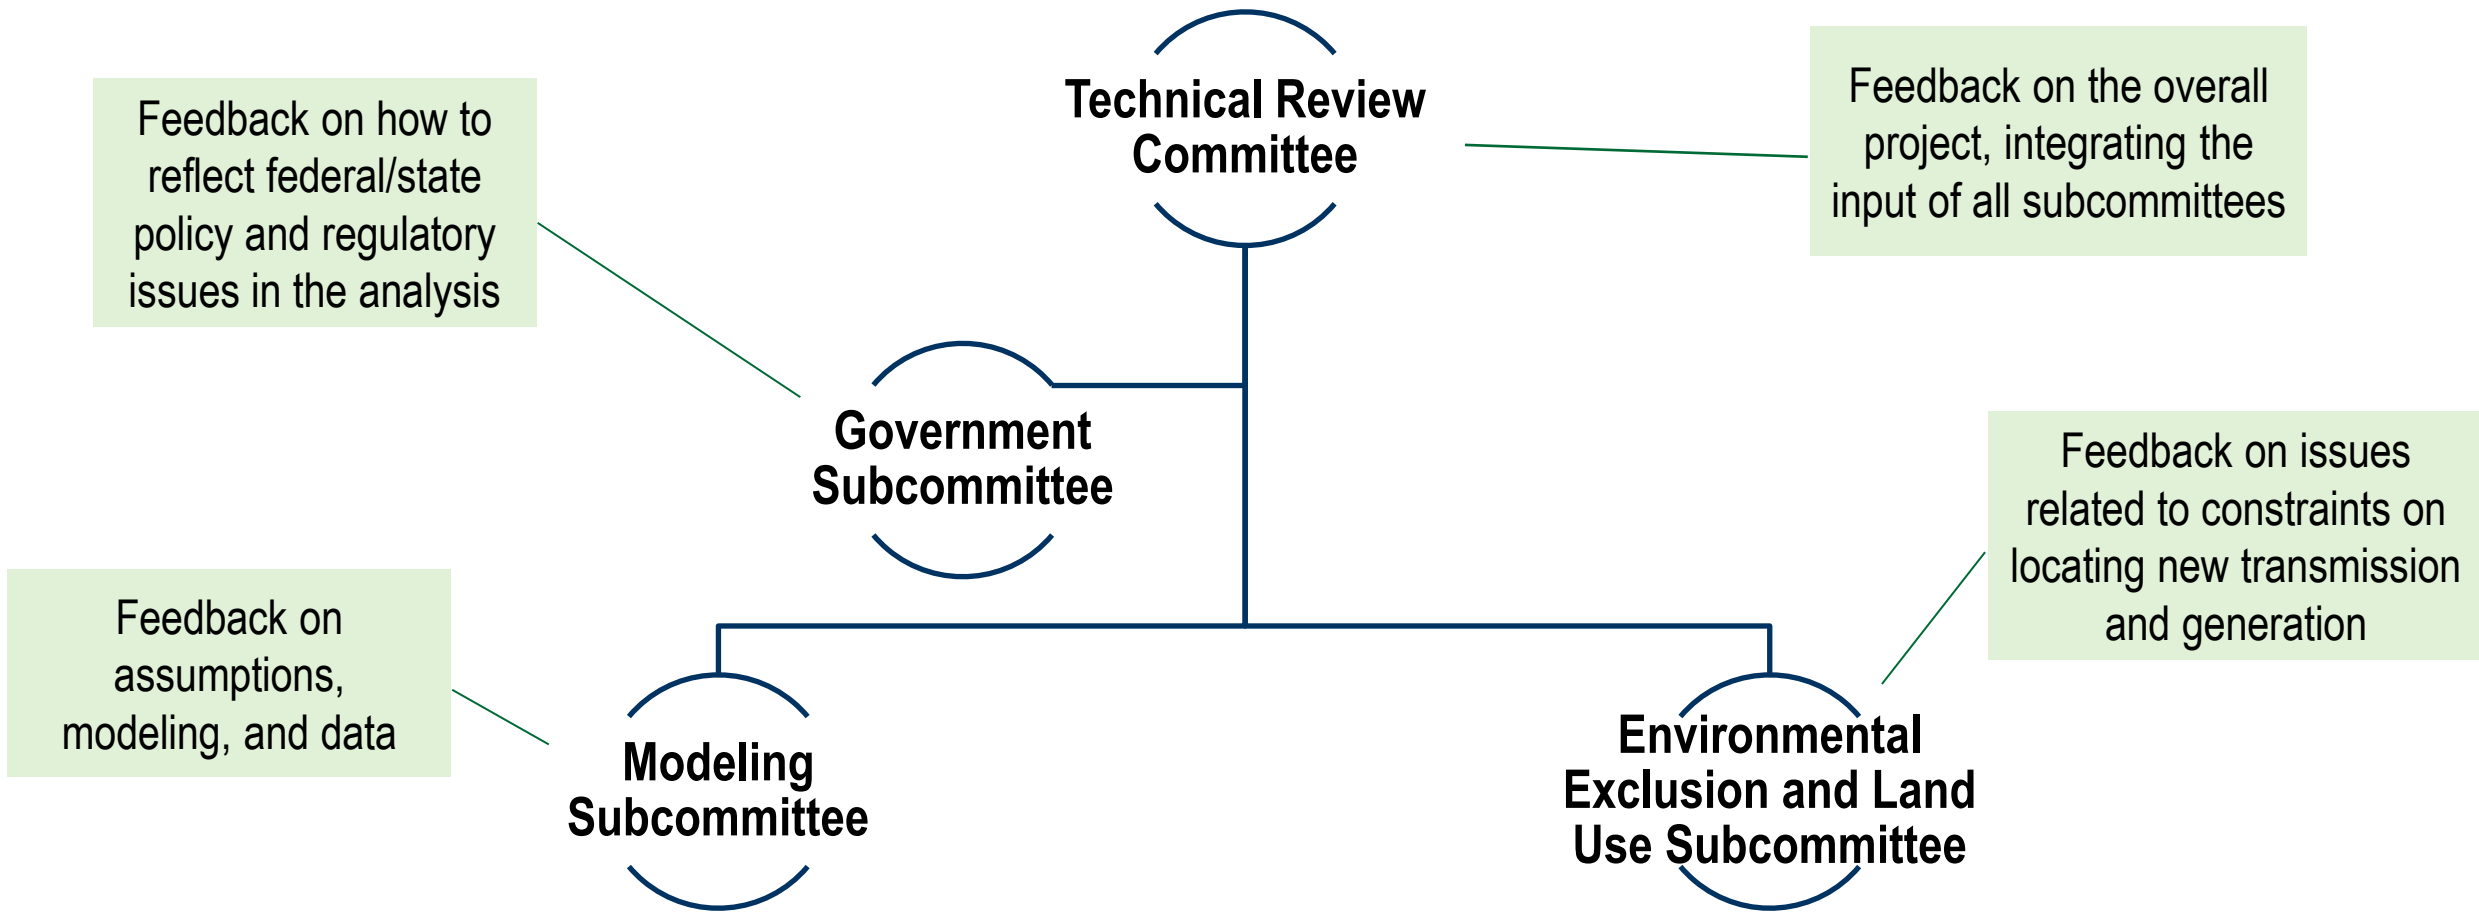 Technical Review
Committee
Feedback on the overall
project, integrating the
input of all subcommittees
Feedback on how to
reflect federal/state
policy and regulatory
issues in the analysis
Government
Subcommittee
Feedback on issues
related to constraints on
locating new transmission
and generation
Feedback on
assumptions,
modeling, and data
Modeling
Subcommittee
Environmental
Exclusion and Land
Use Subcommittee